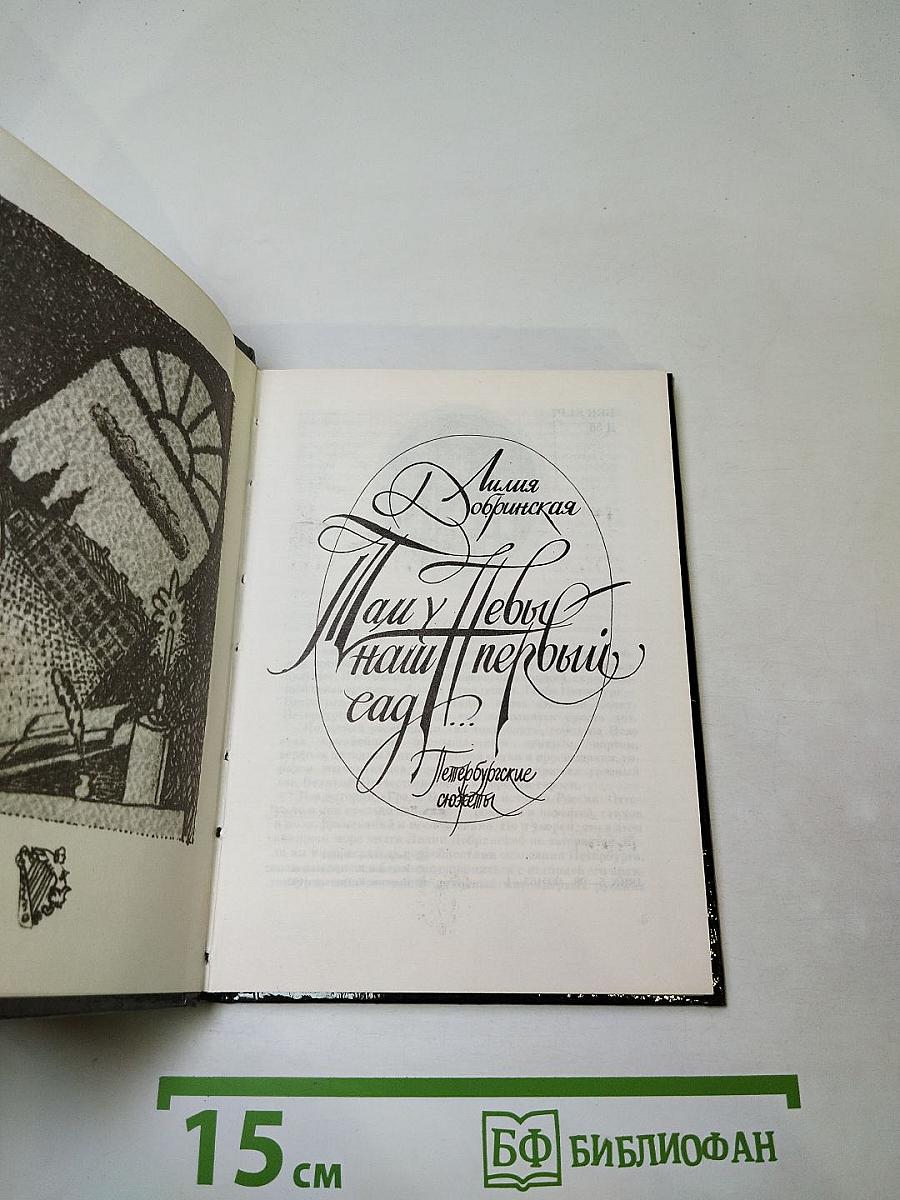 Лилия
Добринская
Там у Невы
наш первый
сад...
Петербургские
сюжеты
15 см
БФ БИБЛИОФАН